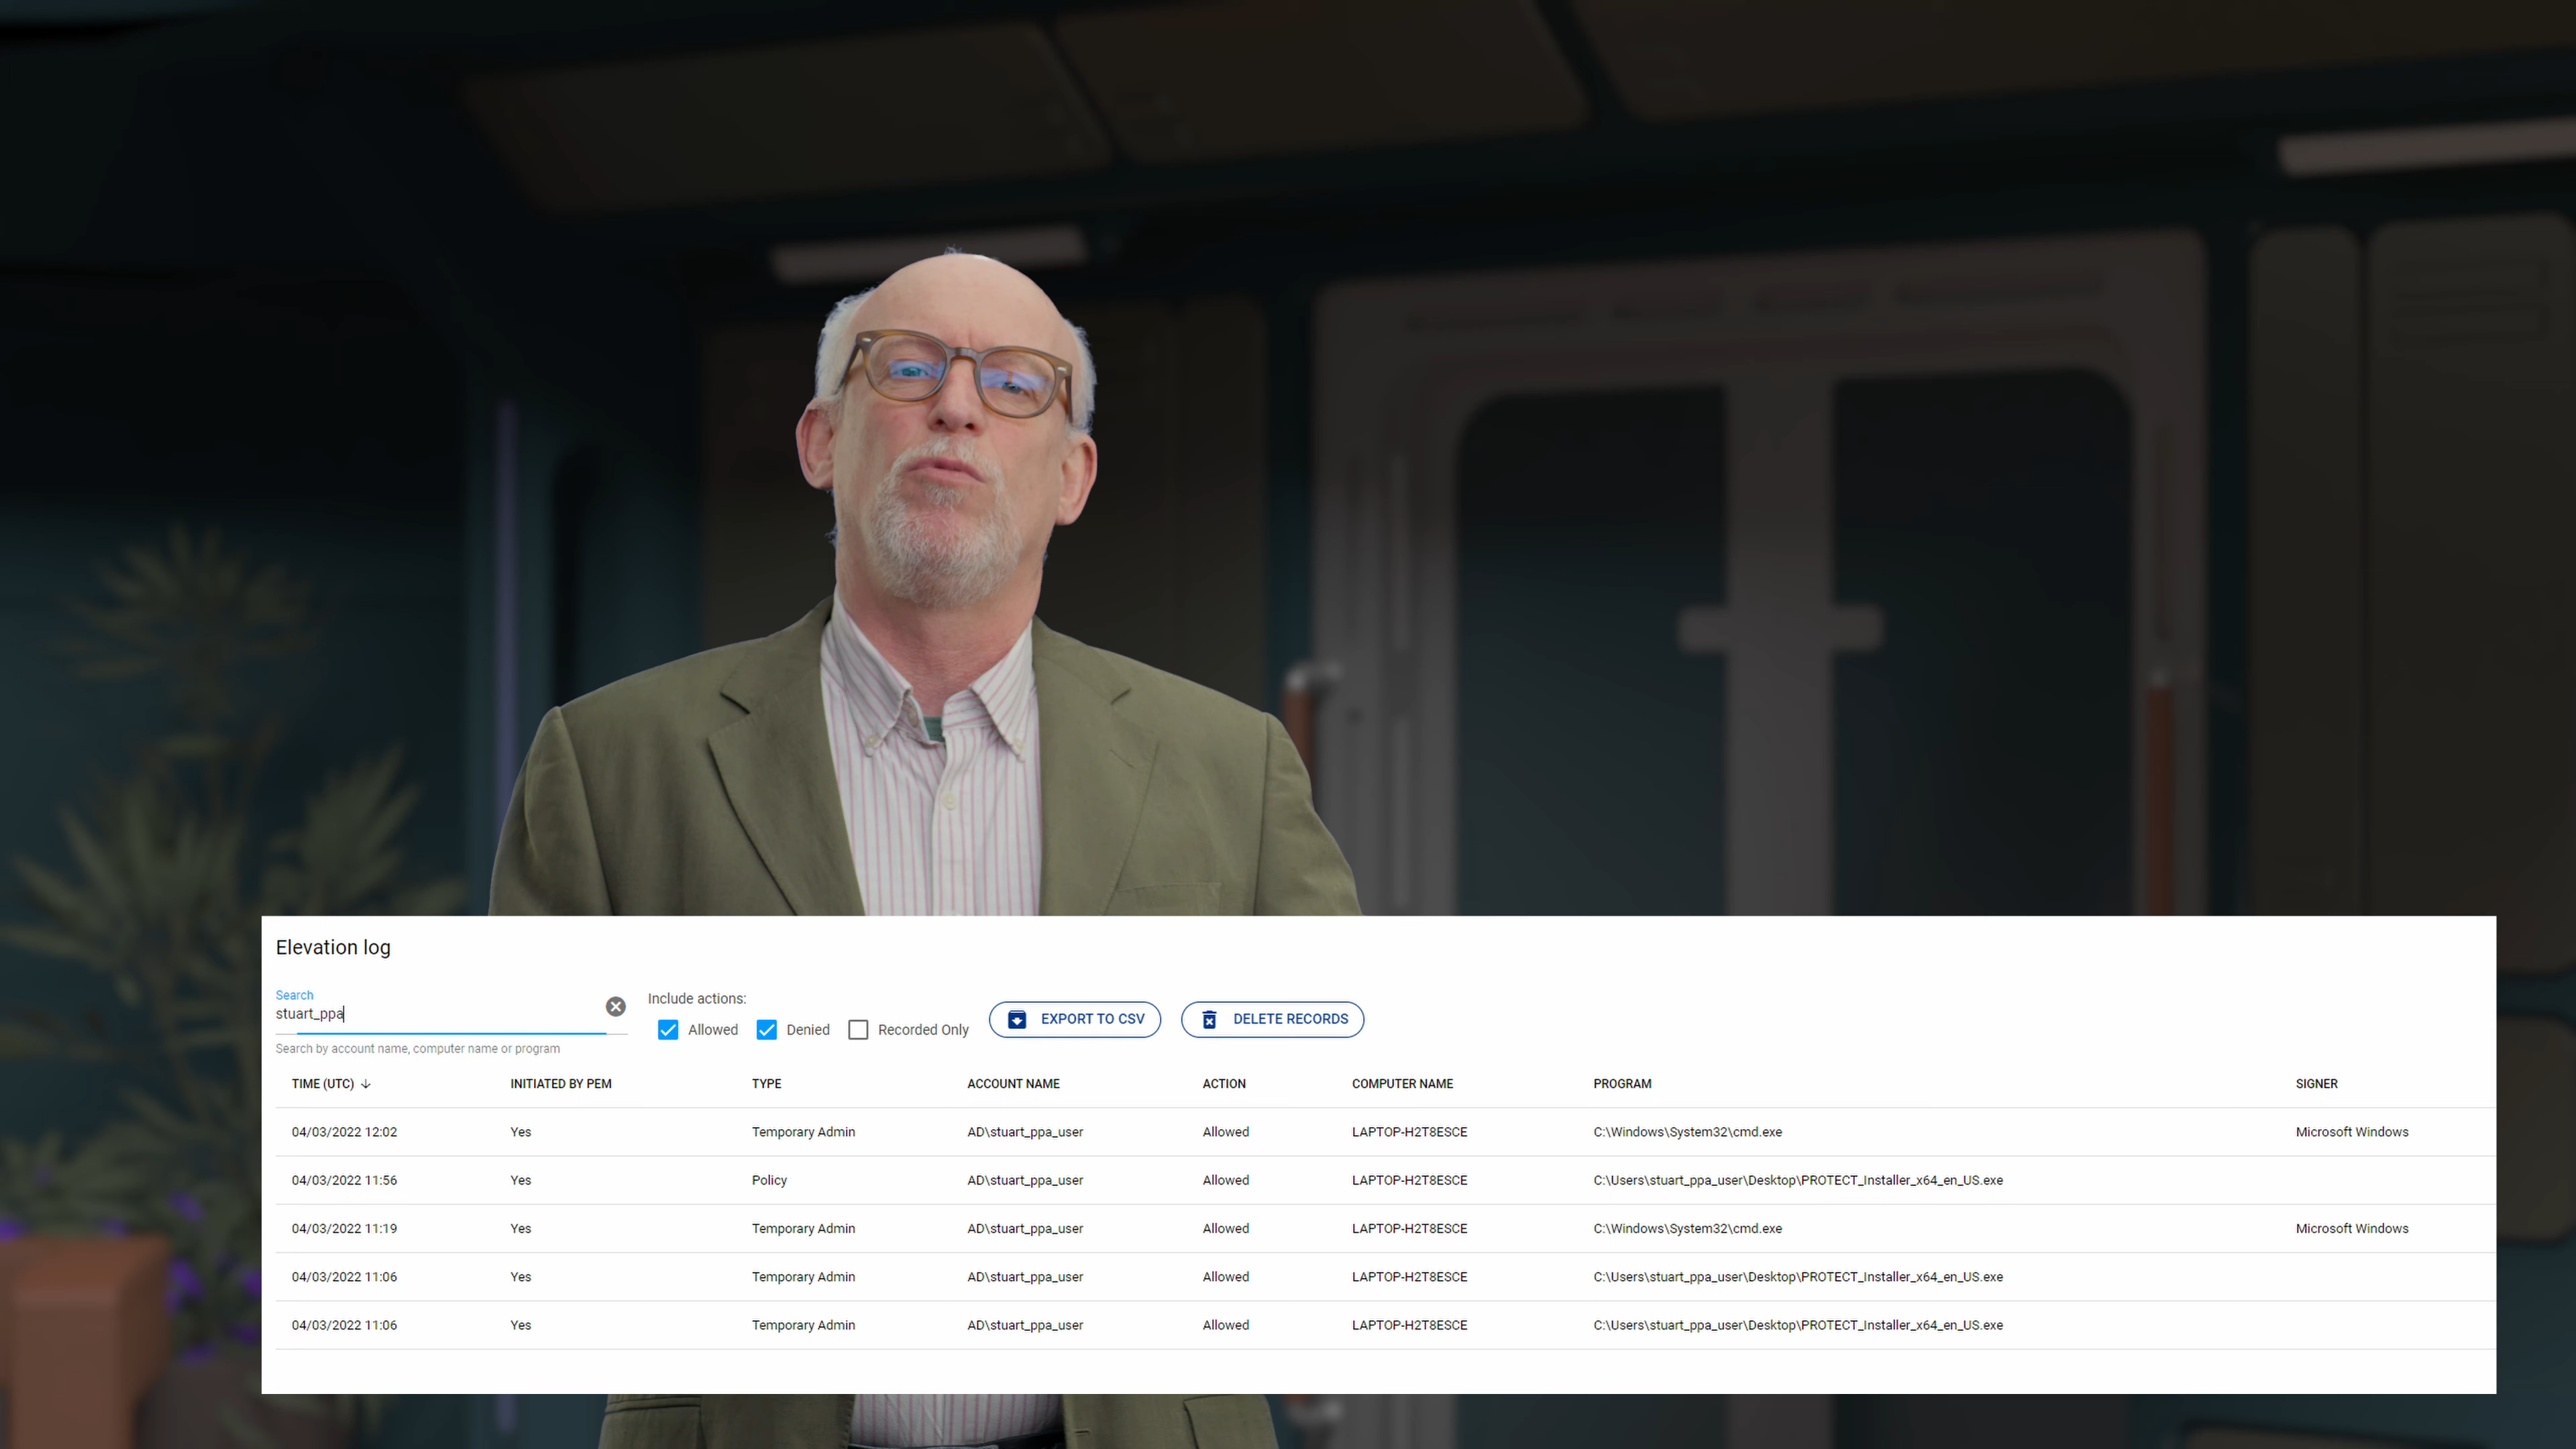 Elevation log
Search
stuart_ppa
Search by account name, computer name or program
Include actions:
Allowed Denied Recorded Only
EXPORT TO CSV DELETE RECORDS
TIME (UTC) INITIATED BY PEM TYPE ACCOUNT NAME ACTION COMPUTER NAME PROGRAM SIGNER
04/03/2022 12:02 Yes Temporary Admin AD\stuart_ppa_user Allowed LAPTOP-H2T8ESCE C:\Windows\System32\cmd.exe Microsoft Windows
04/03/2022 11:56 Yes Policy AD\stuart_ppa_user Allowed LAPTOP-H2T8ESCE C:\Users\stuart_ppa_user\Desktop\PROTECT_Installer_x64_en_US.exe
04/03/2022 11:19 Yes Temporary Admin AD\stuart_ppa_user Allowed LAPTOP-H2T8ESCE C:\Windows\System32\cmd.exe Microsoft Windows
04/03/2022 11:06 Yes Temporary Admin AD\stuart_ppa_user Allowed LAPTOP-H2T8ESCE C:\Users\stuart_ppa_user\Desktop\PROTECT_Installer_x64_en_US.exe
04/03/2022 11:06 Yes Temporary Admin AD\stuart_ppa_user Allowed LAPTOP-H2T8ESCE C:\Users\stuart_ppa_user\Desktop\PROTECT_Installer_x64_en_US.exe